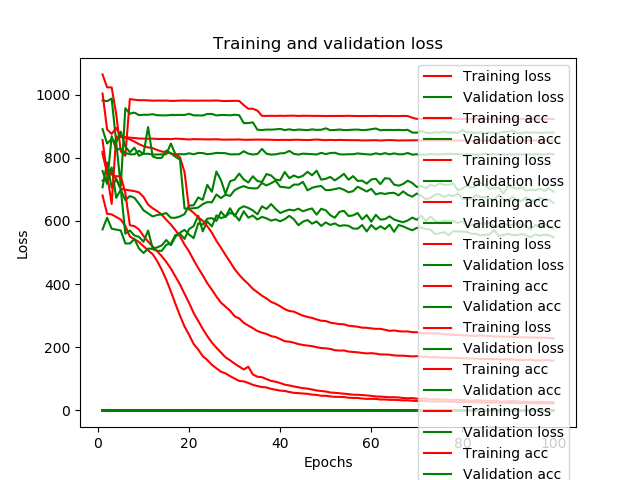 Training and validation loss
Loss
1000
800
600
400
200
0
0
20
40
60
80
100
Epochs
Training loss
Validation loss
Training acc
Validation acc
Training loss
Validation loss
Training acc
Validation acc
Training loss
Validation loss
Training acc
Validation acc
Training loss
Validation loss
Training acc
Validation acc
Training loss
Validation loss
Training acc
Validation acc